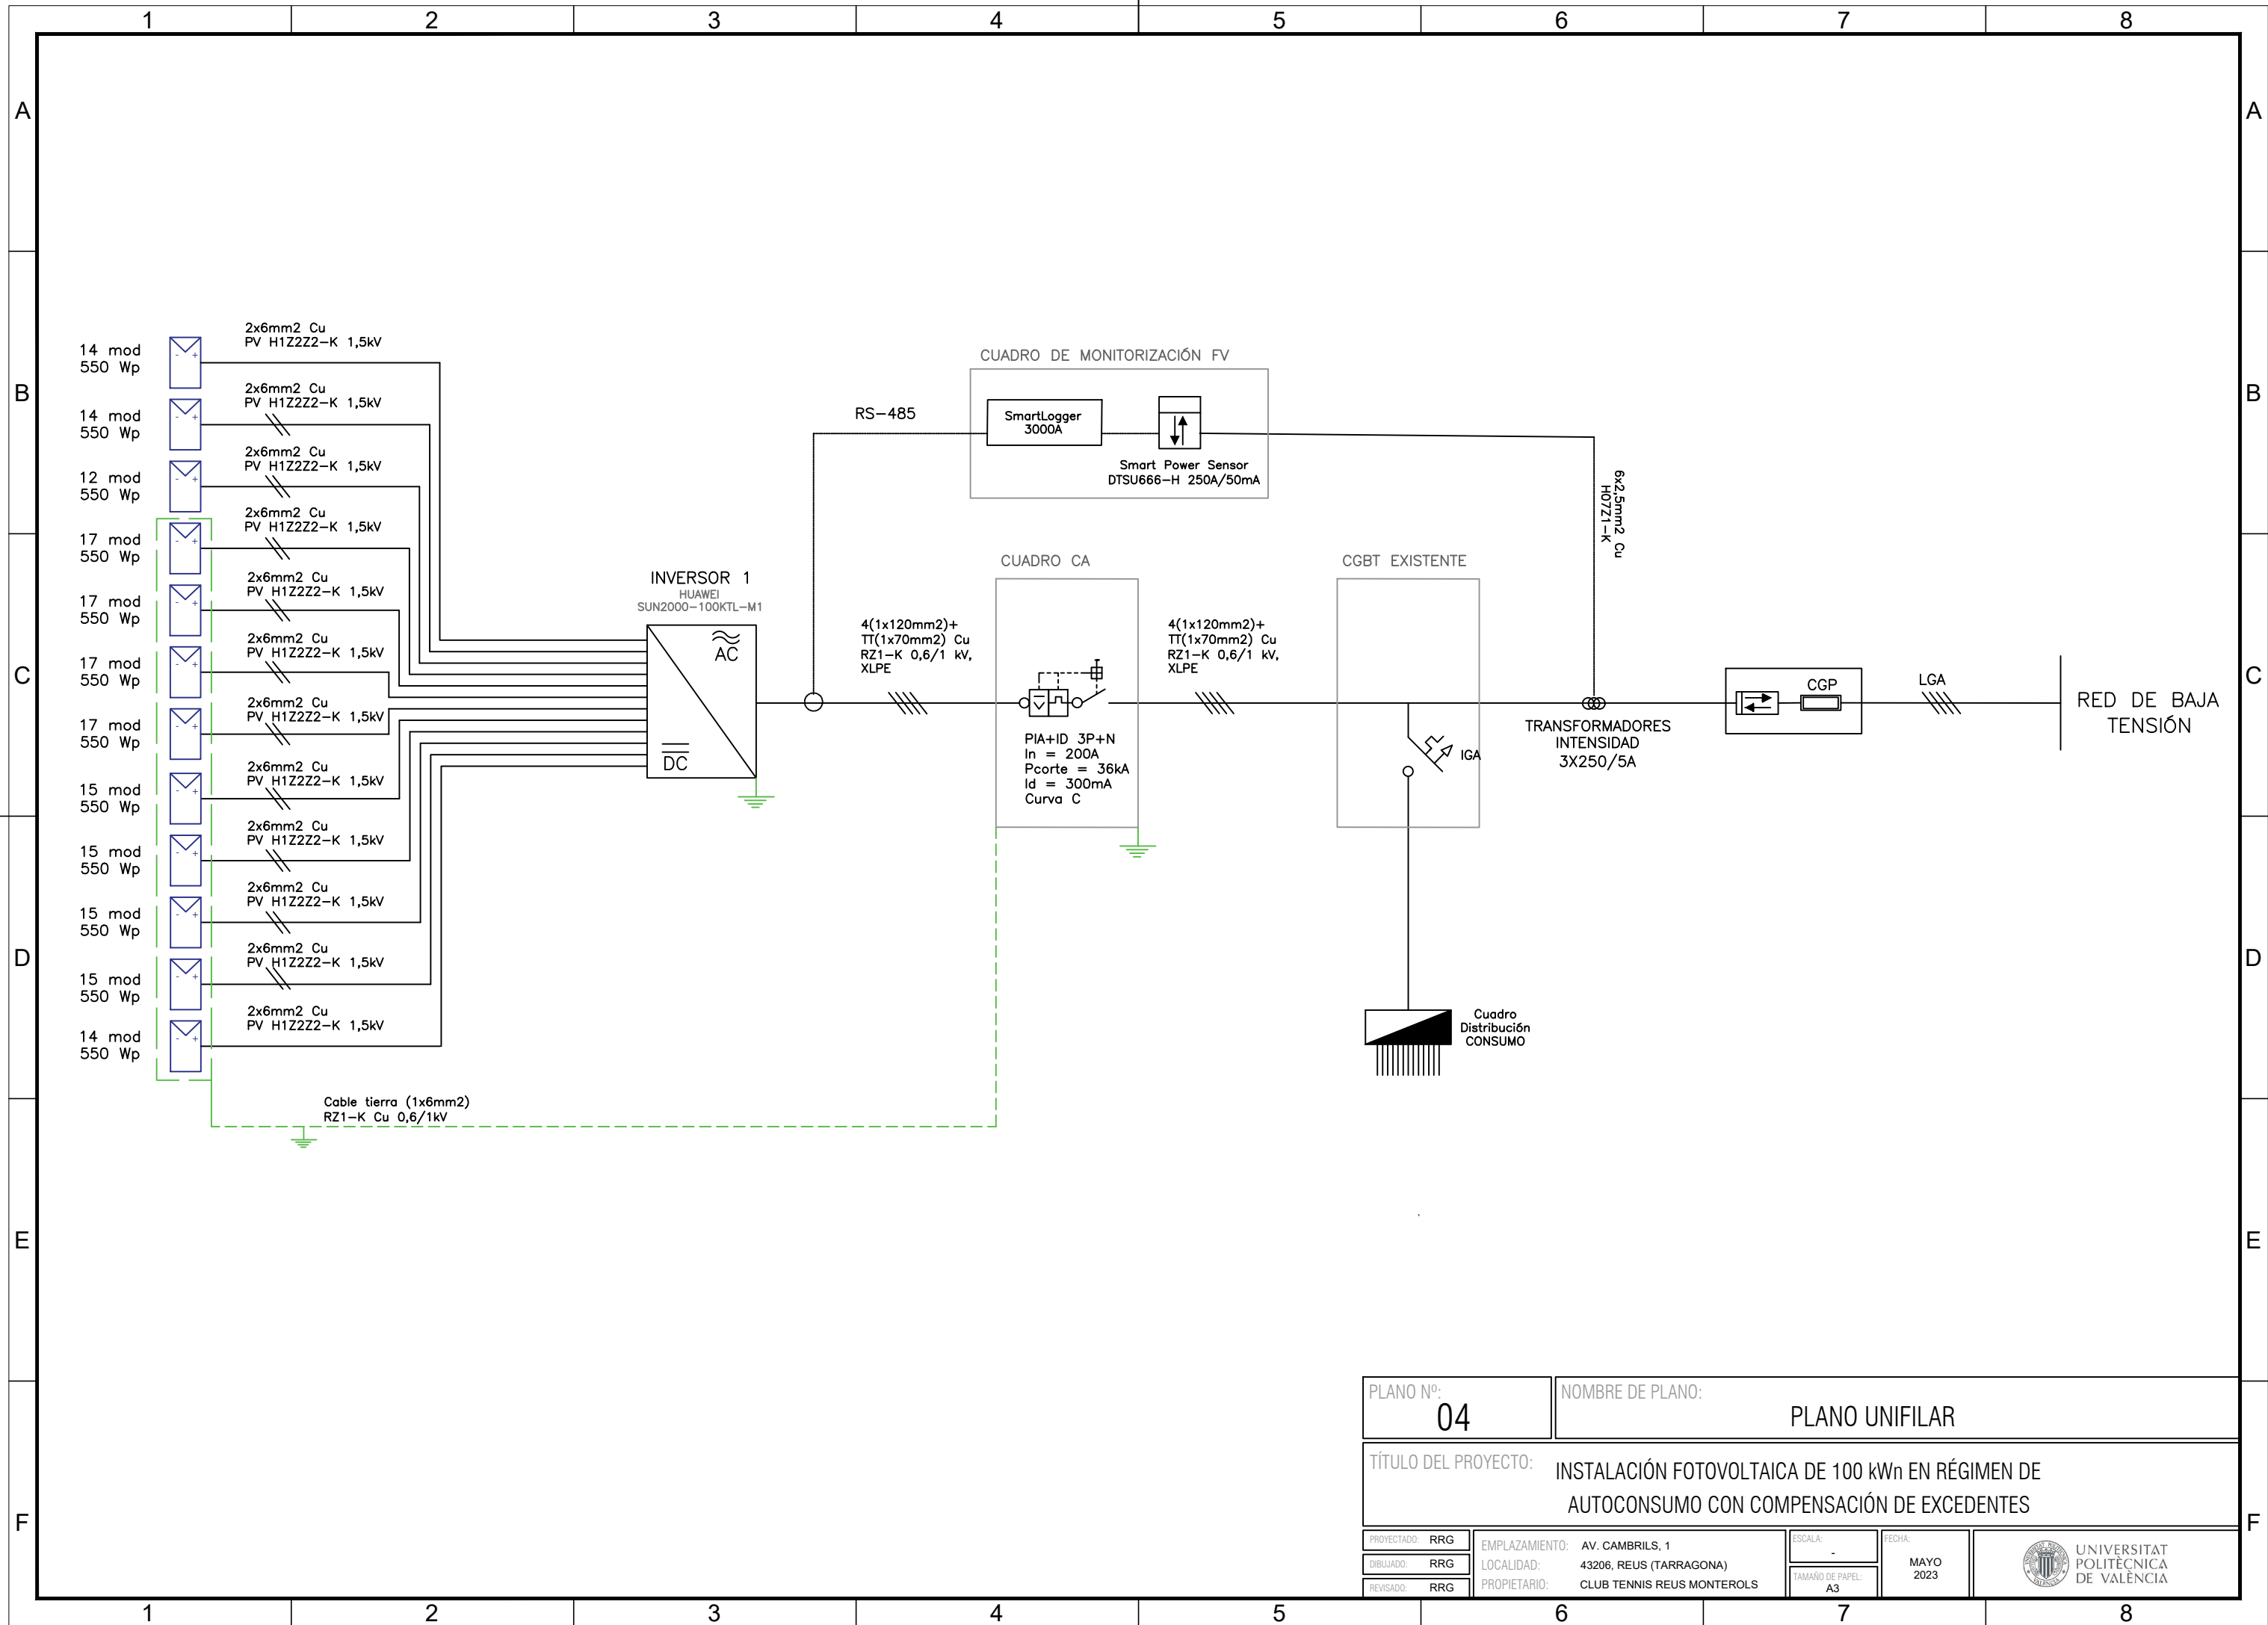 1 2 3 4 5 6 7 8
A A
B B
C C
D D
E E
F F
14 mod
550 Wp
2x6mm2 Cu
PV H1Z2Z2-K 1,5kV
14 mod
550 Wp
2x6mm2 Cu
PV H1Z2Z2-K 1,5kV
12 mod
550 Wp
2x6mm2 Cu
PV H1Z2Z2-K 1,5kV
17 mod
550 Wp
2x6mm2 Cu
PV H1Z2Z2-K 1,5kV
17 mod
550 Wp
2x6mm2 Cu
PV H1Z2Z2-K 1,5kV
17 mod
550 Wp
2x6mm2 Cu
PV H1Z2Z2-K 1,5kV
17 mod
550 Wp
2x6mm2 Cu
PV H1Z2Z2-K 1,5kV
15 mod
550 Wp
2x6mm2 Cu
PV H1Z2Z2-K 1,5kV
15 mod
550 Wp
2x6mm2 Cu
PV H1Z2Z2-K 1,5kV
15 mod
550 Wp
2x6mm2 Cu
PV H1Z2Z2-K 1,5kV
15 mod
550 Wp
2x6mm2 Cu
PV H1Z2Z2-K 1,5kV
14 mod
550 Wp
2x6mm2 Cu
PV H1Z2Z2-K 1,5kV
Cable tierra (1x6mm2)
RZ1-K Cu 0,6/1kV
INVERSOR 1
HUAWEI
SUN2000-100KTL-M1
AC
DC
RS-485
CUADRO DE MONITORIZACIÓN FV
SmartLogger
3000A
Smart Power Sensor
DTSU666-H 250A/50mA
6x2,5mm2 Cu
H07Z1-K
4(1x120mm2)+
TT(1x70mm2) Cu
RZ1-K 0,6/1 kV,
XLPE
CUADRO CA
PIA+ID 3P+N
In = 200A
Pcorte = 36kA
Id = 300mA
Curva C
4(1x120mm2)+
TT(1x70mm2) Cu
RZ1-K 0,6/1 kV,
XLPE
CGBT EXISTENTE
IGA
Cuadro
Distribución
CONSUMO
TRANSFORMADORES
INTENSIDAD
3X250/5A
CGP
LGA
RED DE BAJA
TENSIÓN
PLANO Nº:
04
NOMBRE DE PLANO:
PLANO UNIFILAR
TÍTULO DEL PROYECTO:
INSTALACIÓN FOTOVOLTAICA DE 100 kWn EN RÉGIMEN DE
AUTOCONSUMO CON COMPENSACIÓN DE EXCEDENTES
PROYECTADO: RRG
DIBUJADO: RRG
REVISADO: RRG
EMPLAZAMIENTO: AV. CAMBRILS, 1
LOCALIDAD: 43206, REUS (TARRAGONA)
PROPIETARIO: CLUB TENNIS REUS MONTEROLS
ESCALA:
-
TAMAÑO DE PAPEL:
A3
FECHA:
MAYO
2023
UNIVERSITAT
POLITÈCNICA
DE VALÈNCIA
1 2 3 4 5 6 7 8